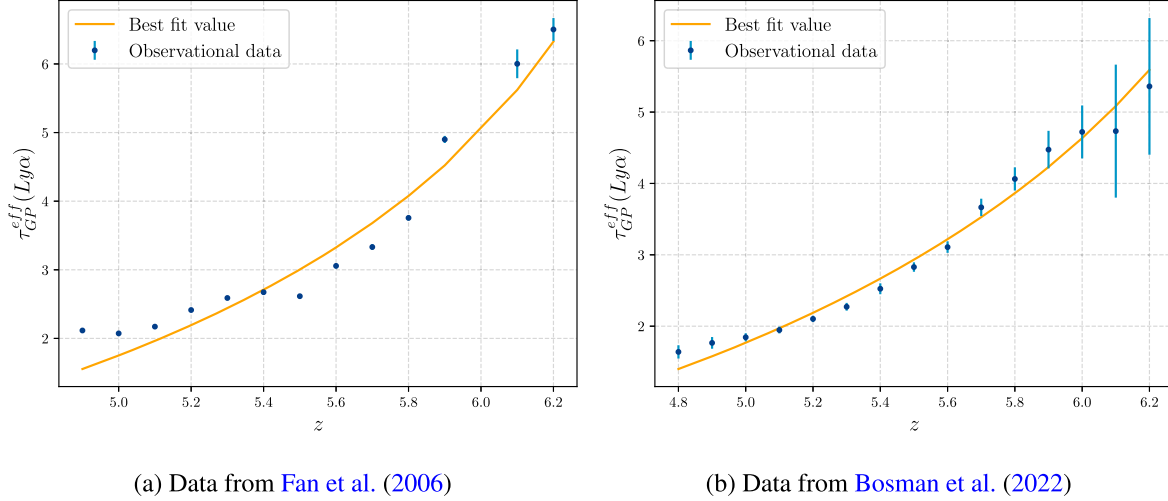 Best fit value
Observational data
6
5
4
3
2
τ_{GP}^{eff}(Lyα)
5.0 5.2 5.4 5.6 5.8 6.0 6.2
z
(a) Data from Fan et al. (2006)
Best fit value
Observational data
6
5
4
3
2
τ_{GP}^{eff}(Lyα)
4.8 5.0 5.2 5.4 5.6 5.8 6.0 6.2
z
(b) Data from Bosman et al. (2022)